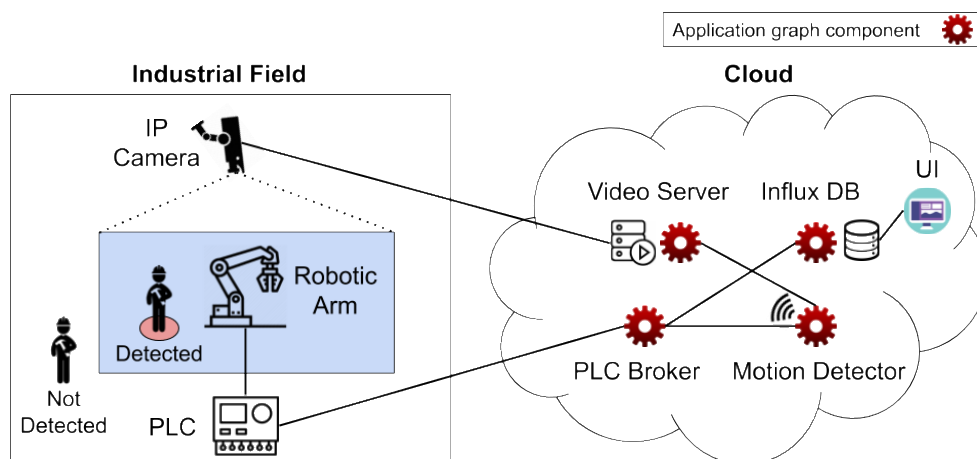 Application graph component
Industrial Field
Cloud
IP
Camera
Video Server
Influx DB
UI
Robotic
Arm
Detected
Not
Detected
PLC
PLC Broker
Motion Detector